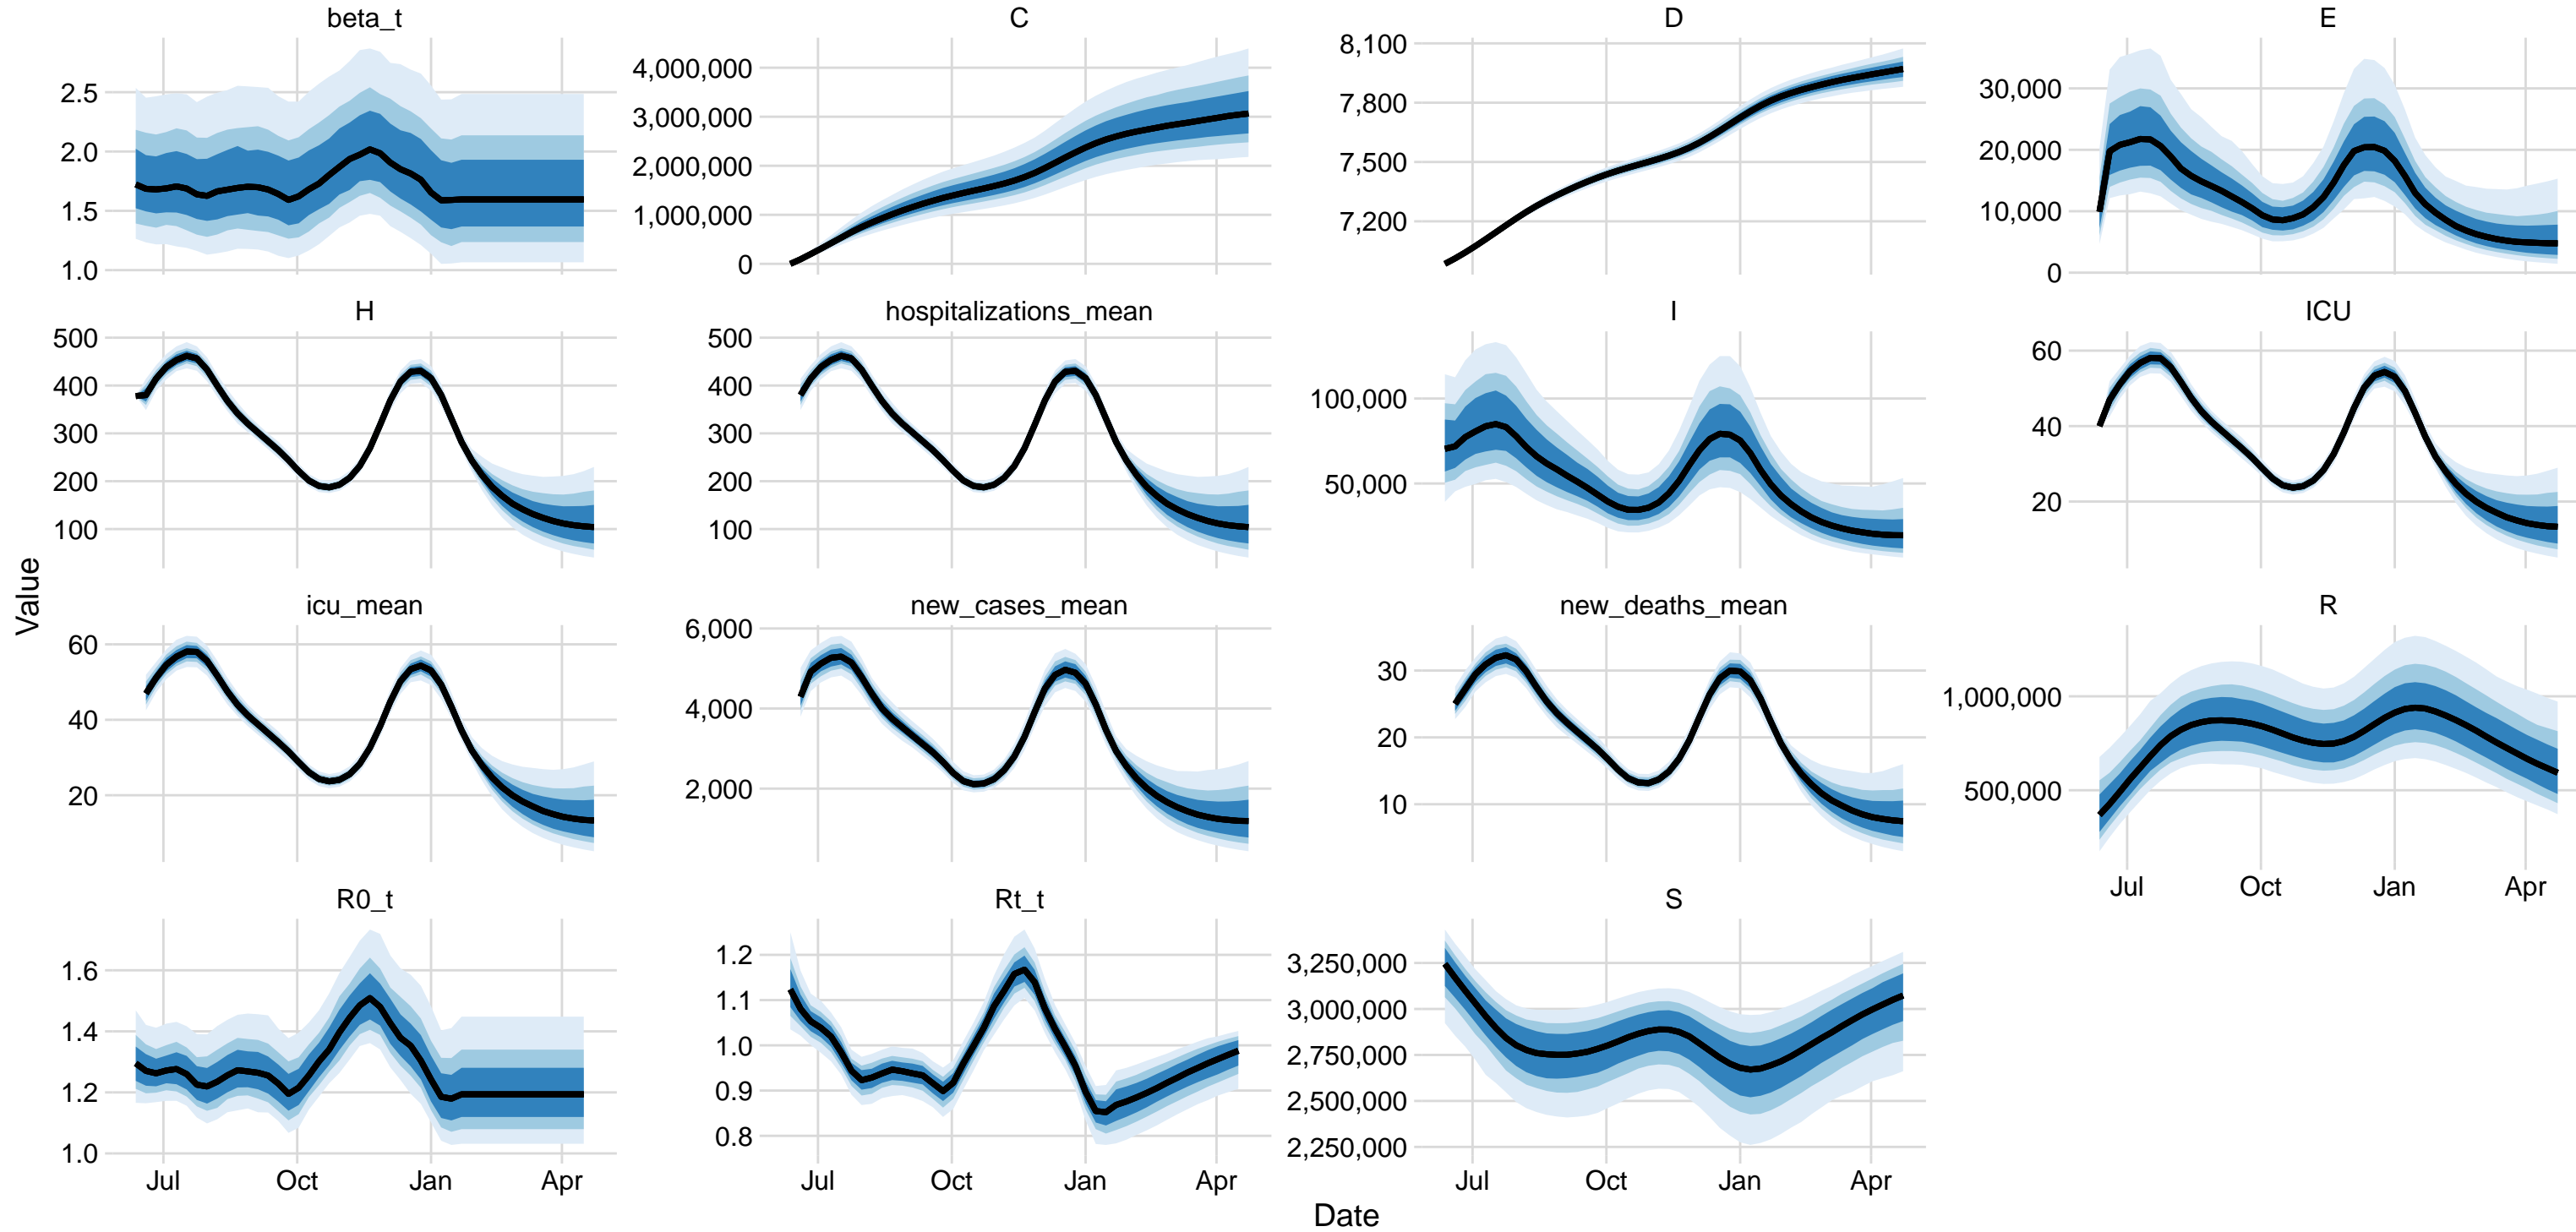 beta_t
2.5
2.0
1.5
1.0
C
4,000,000
3,000,000
2,000,000
1,000,000
0
D
8,100
7,800
7,500
7,200
E
30,000
20,000
10,000
0
H
500
400
300
200
100
hospitalizations_mean
500
400
300
200
100
I
100,000
50,000
ICU
60
40
20
Value
icu_mean
60
40
20
new_cases_mean
6,000
4,000
2,000
new_deaths_mean
30
20
10
R
1,000,000
500,000
Jul Oct Jan Apr
R0_t
1.6
1.4
1.2
1.0
Jul Oct Jan Apr
Rt_t
1.2
1.1
1.0
0.9
0.8
Jul Oct Jan Apr
S
3,250,000
3,000,000
2,750,000
2,500,000
2,250,000
Jul Oct Jan Apr
Date